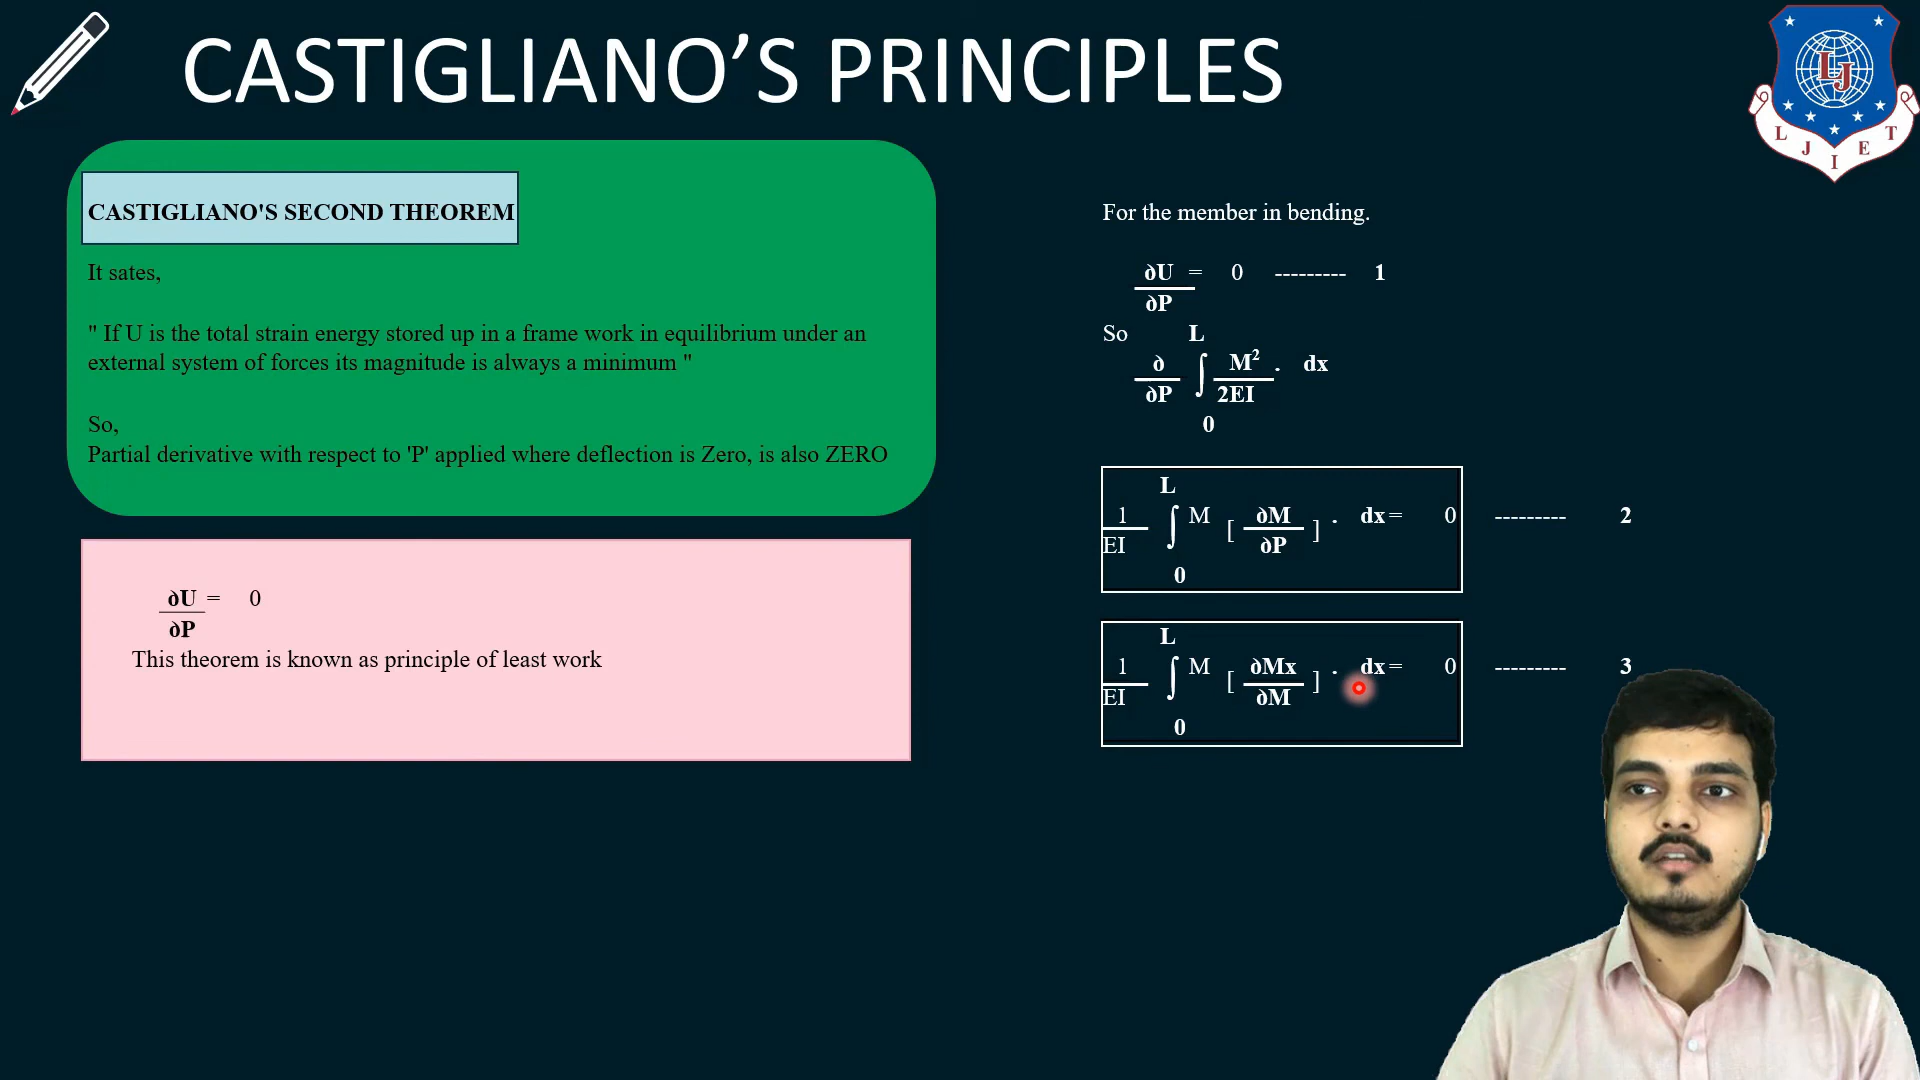 CASTIGLIANO’S PRINCIPLES
L J I E T
LJ
CASTIGLIANO'S SECOND THEOREM
It sates,
" If U is the total strain energy stored up in a frame work in equilibrium under an
external system of forces its magnitude is always a minimum "
So,
Partial derivative with respect to 'P' applied where deflection is Zero, is also ZERO
∂U = 0
∂P
This theorem is known as principle of least work
For the member in bending.
∂U = 0 --------- 1
∂P
So L
∂ ∫ M² . dx
∂P 2EI
0
L
1 ∫ M [ ∂M ] . dx = 0 --------- 2
EI ∂P
0
L
1 ∫ M [ ∂Mx ] . dx = 0 --------- 3
EI ∂M
0